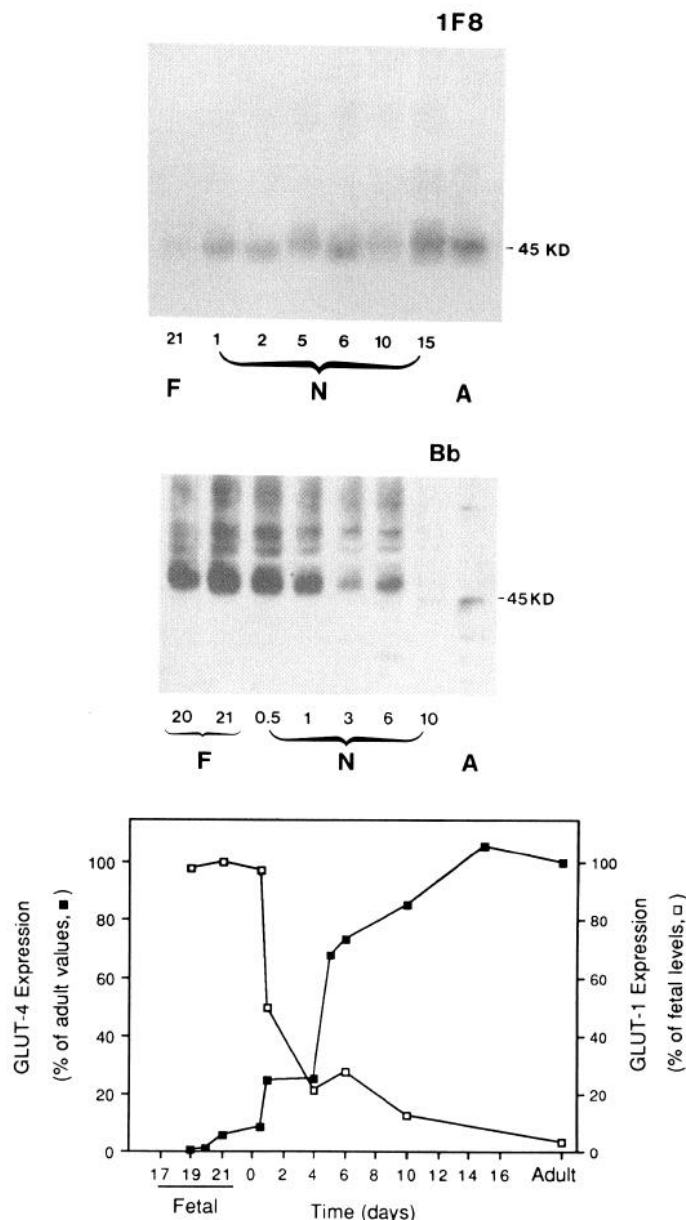 1F8
- 45 KD
21 1 2 5 6 10 15
F N A
Bb
-45KD
20 21 0.5 1 3 6 10
F N A
GLUT-4 Expression
(% of adult values, ■ )
100
80
60
40
20
0
100
80
60
40
20
0
GLUT-1 Expression
(% of fetal levels, □ )
17 19 21 0 2 4 6 8 10 12 14 16 Adult
Fetal Time (days)